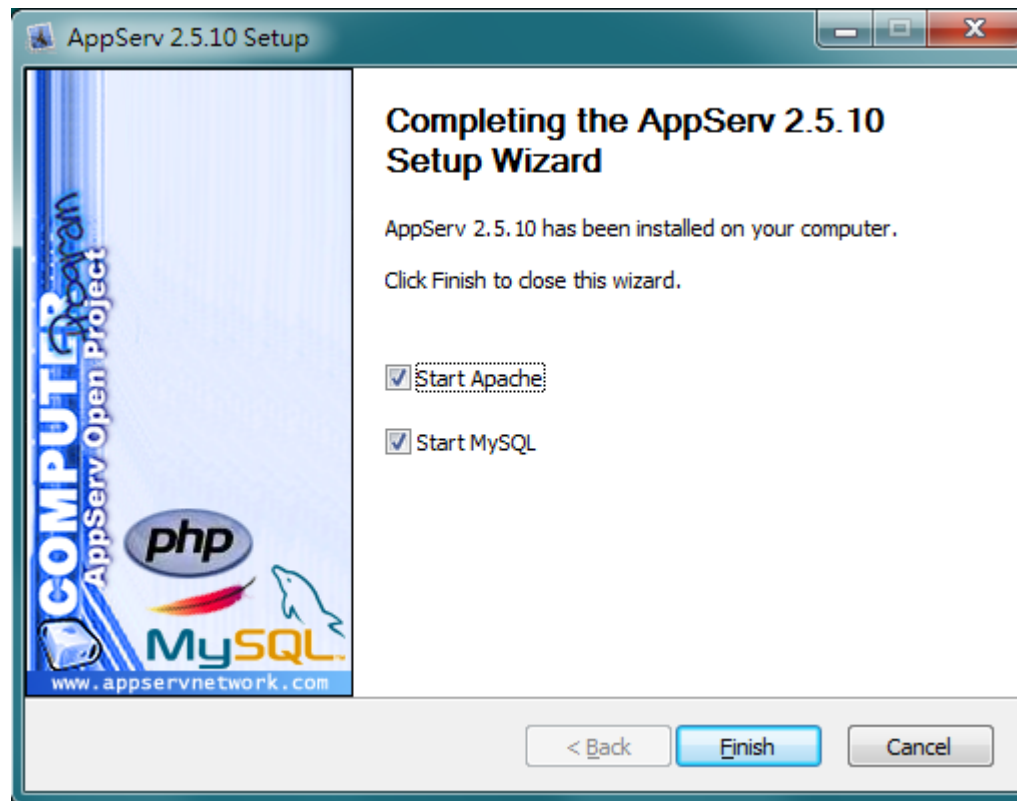 AppServ 2.5.10 Setup
Completing the AppServ 2.5.10
Setup Wizard
AppServ 2.5.10 has been installed on your computer.
Click Finish to close this wizard.
Start Apache
Start MySQL
COMPUTER
Program
AppServ Open Project
php
MySQL
www.appservnetwork.com
< Back
Finish
Cancel